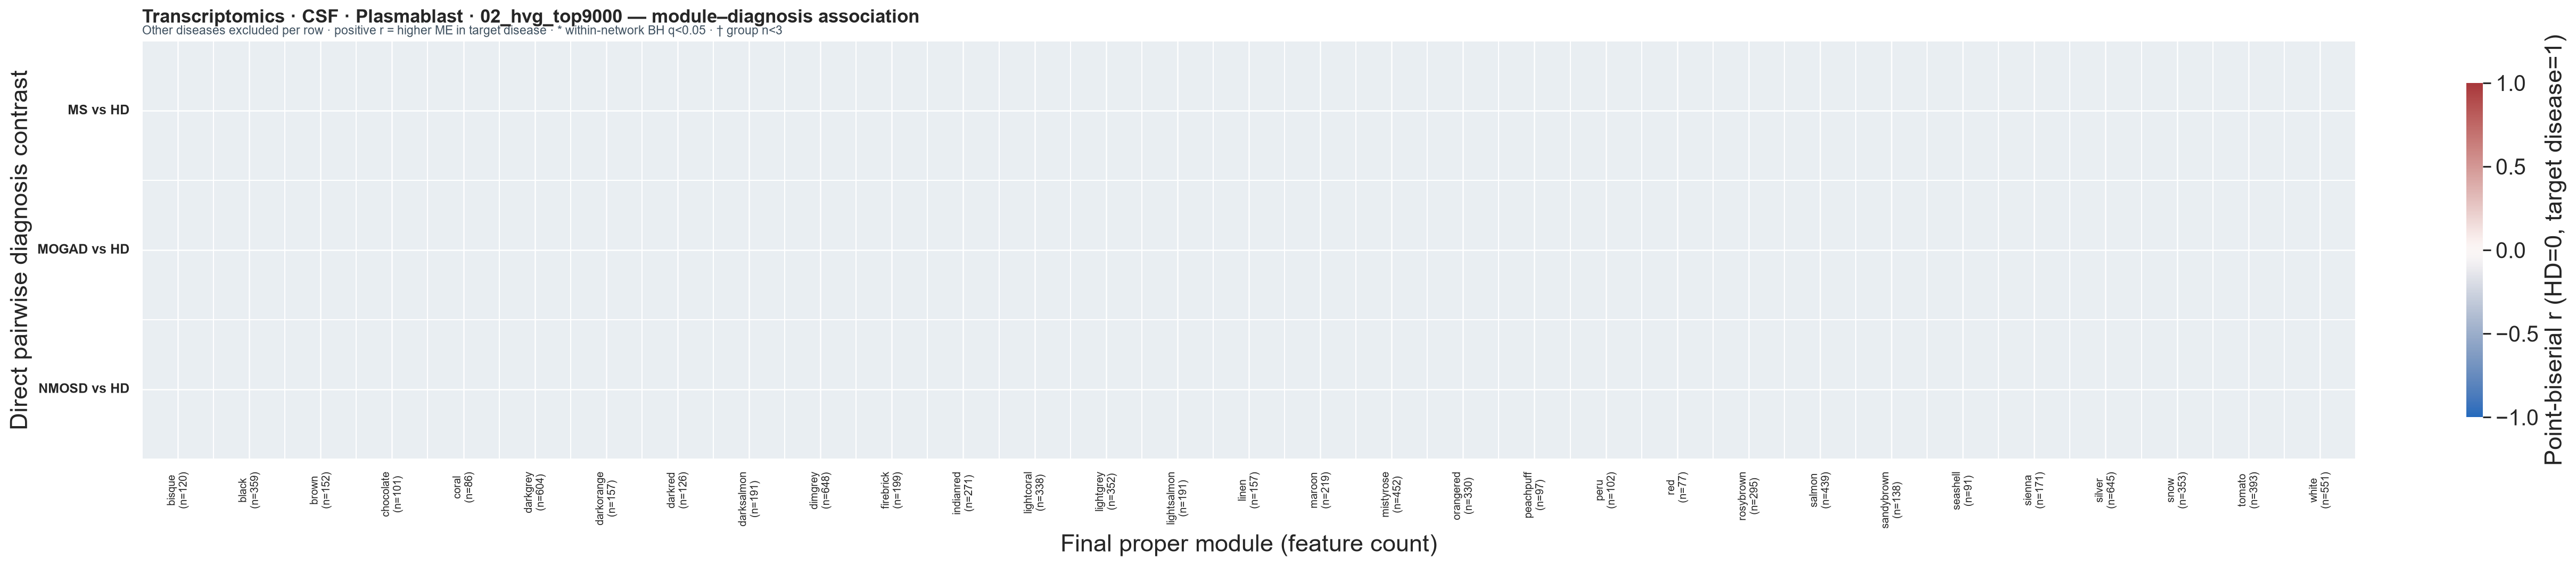 Transcriptomics · CSF · Plasmablast · 02_hvg_top9000 — module–diagnosis association
Other diseases excluded per row · positive r = higher ME in target disease · * within-network BH q<0.05 · † group n<3
Direct pairwise diagnosis contrast
MS vs HD
MOGAD vs HD
NMOSD vs HD
bisque
(n=120)
black
(n=359)
brown
(n=152)
chocolate
(n=101)
coral
(n=86)
darkgrey
(n=604)
darkorange
(n=157)
darkred
(n=126)
darksalmon
(n=191)
dimgrey
(n=648)
firebrick
(n=199)
indianred
(n=271)
lightcoral
(n=338)
lightgrey
(n=352)
lightsalmon
(n=191)
linen
(n=157)
maroon
(n=219)
mistyrose
(n=452)
orangered
(n=330)
peachpuff
(n=97)
peru
(n=102)
red
(n=77)
rosybrown
(n=295)
salmon
(n=439)
sandybrown
(n=138)
seashell
(n=91)
sienna
(n=171)
silver
(n=645)
snow
(n=353)
tomato
(n=393)
white
(n=551)
Final proper module (feature count)
1.0
0.5
0.0
−0.5
−1.0
Point-biserial r (HD=0, target disease=1)